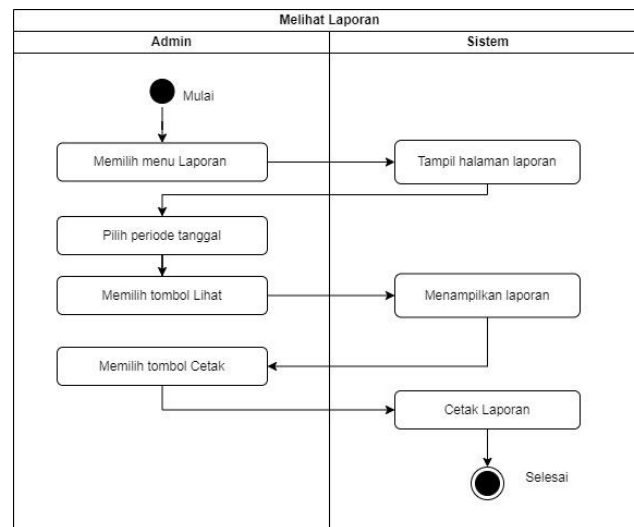 Melihat Laporan
Admin
Sistem
Mulai
Memilih menu Laporan
Tampil halaman laporan
Pilih periode tanggal
Memilih tombol Lihat
Menampilkan laporan
Memilih tombol Cetak
Cetak Laporan
Selesai